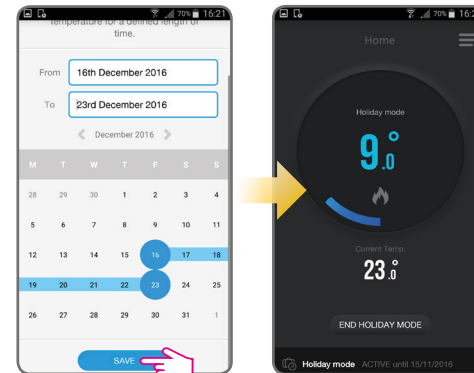 70% 16:21
temperature for a defined length of
time.
From 16th December 2016
To 23rd December 2016
December 2016
M T W T F S S
28 29 30 1 2 3 4
5 6 7 8 9 10 11
12 13 14 15 16 17 18
19 20 21 22 23 24 25
26 27 28 29 30 31 1
SAVE
70% 16:2
Home
Holiday mode
9.0°
Current Temp.
23.0°
END HOLIDAY MODE
Holiday mode ACTIVE until 15/11/2016